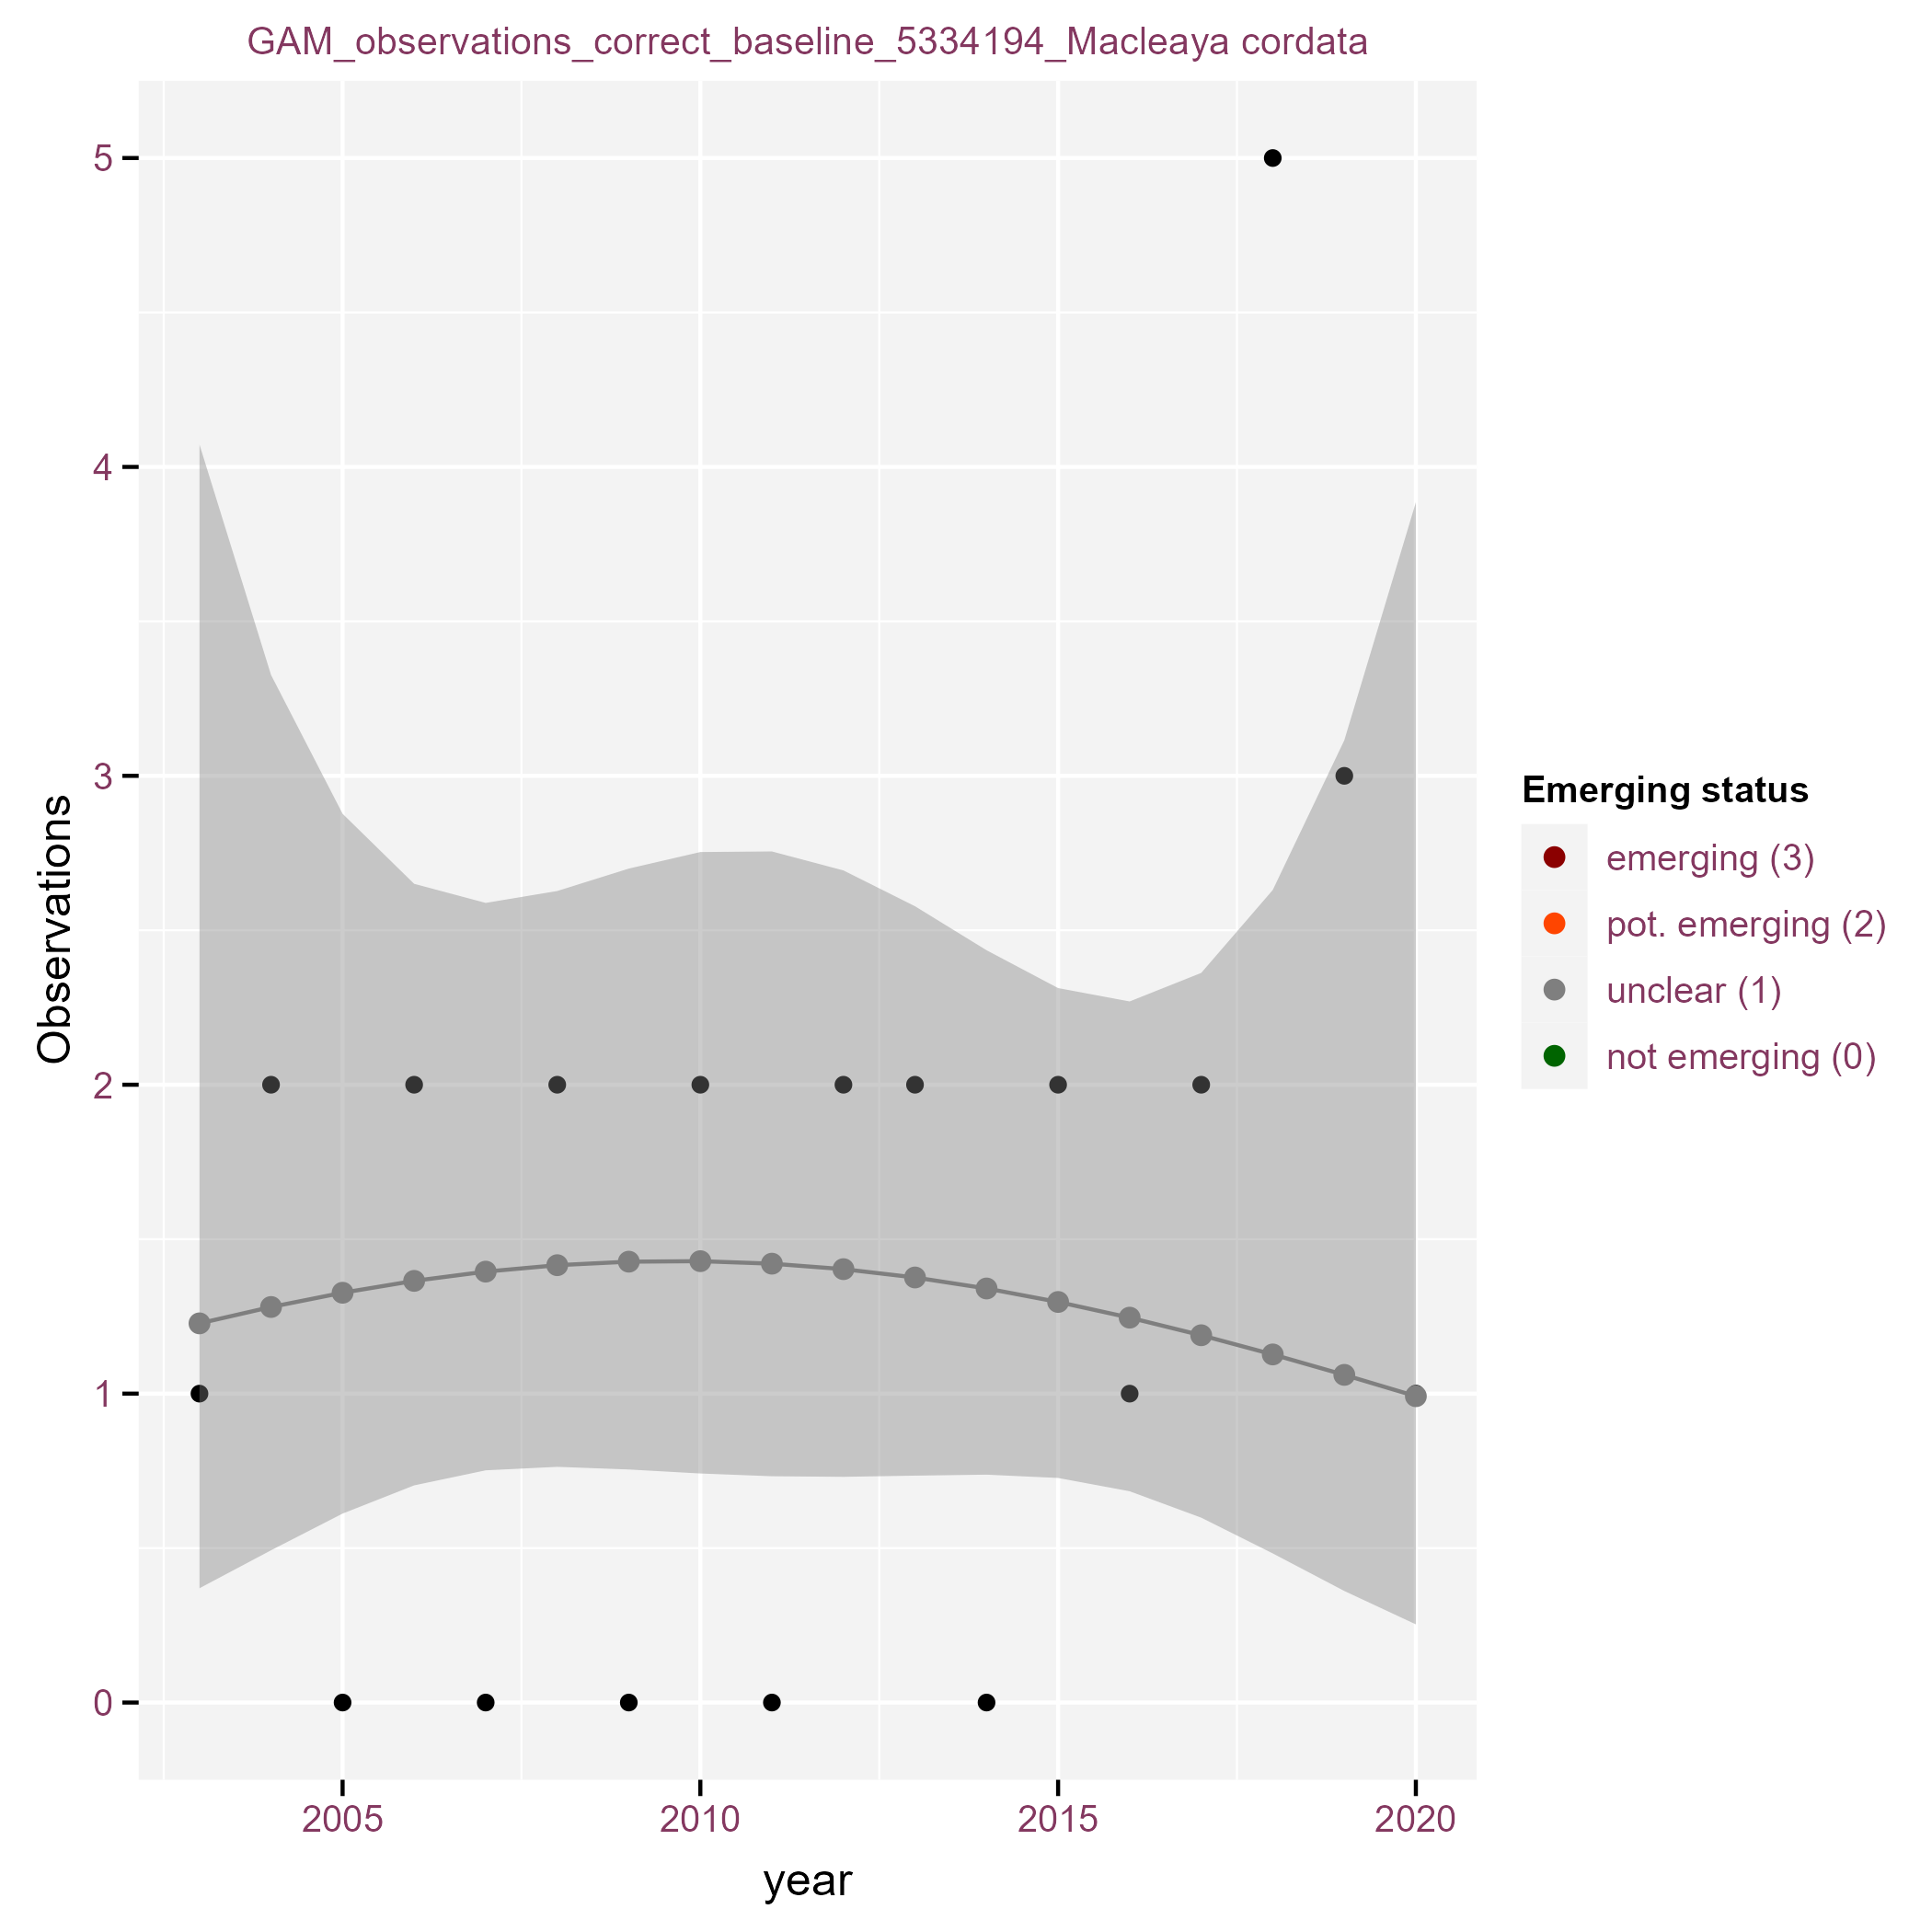 GAM_observations_correct_baseline_5334194_Macleaya cordata
5
4
3
2
1
0
Observations
2005
2010
2015
2020
year
Emerging status
emerging (3)
pot. emerging (2)
unclear (1)
not emerging (0)